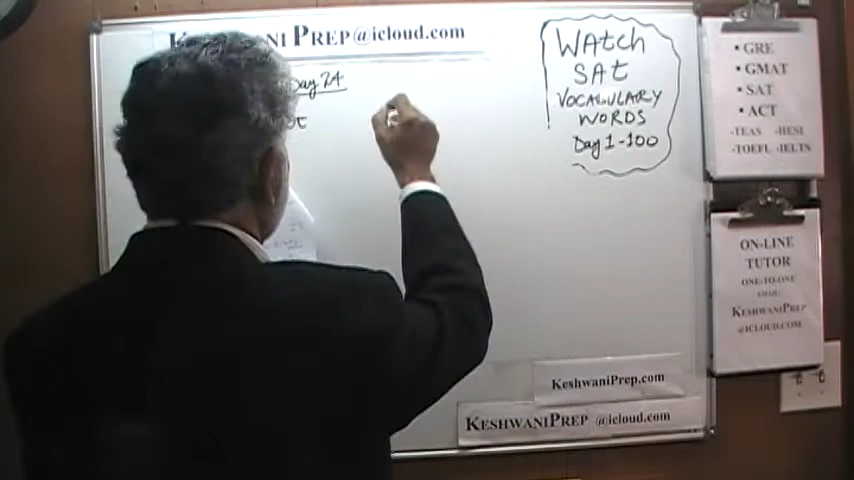 PREP@icloud.com
Day 24
WAtch
SAt
VOCABULARY
WORDS
Day 1-100
• GRE
• GMAT
• SAT
• ACT
-TEAS -HESI
-TOEFL -IELTS
ON-LINE
TUTOR
ONE-TO-ONE
EMAIL:
KESHWANIPREP
@ICLOUD.COM
KESHWANIPREP.COM
KESHWANIPREP @icloud.com